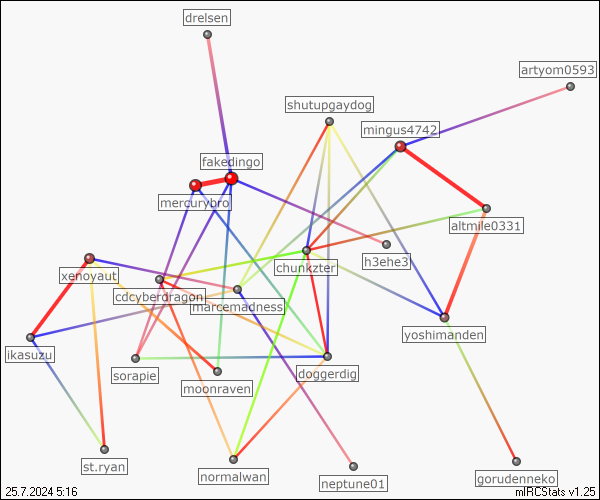 drelsen
artyom0593
shutupgaydog
mingus4742
fakedingo
mercurybro
altmile0331
h3ehe3
chunkzter
xenoyaut
cdcyberdragon
marcemadness
yoshimanden
ikasuzu
sorapie
doggerdig
moonraven
st.ryan
normalwan
neptune01
gorudenneko
25.7.2024 5:16
mIRCStats v1.25